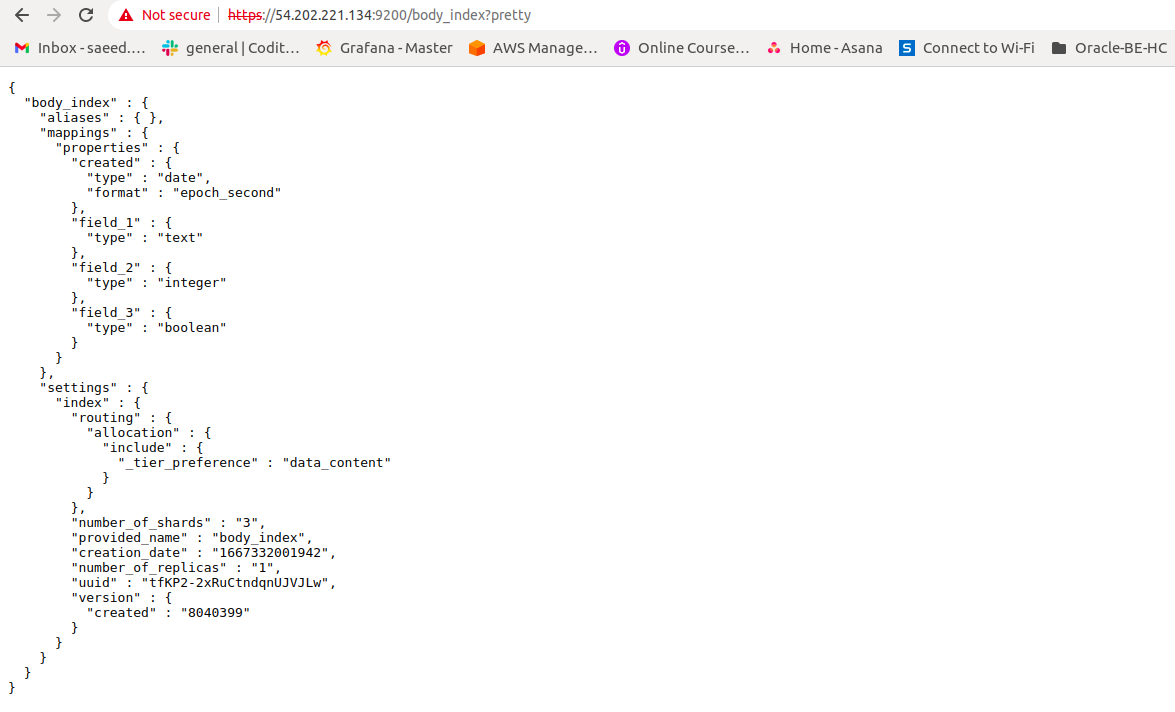 Not secure | https://54.202.221.134:9200/body_index?pretty
Inbox - saeed.... general | Codit... Grafana - Master AWS Manage... Online Course... Home - Asana Connect to Wi-Fi Oracle-BE-HC
{
  "body_index" : {
    "aliases" : { },
    "mappings" : {
      "properties" : {
        "created" : {
          "type" : "date",
          "format" : "epoch_second"
        },
        "field_1" : {
          "type" : "text"
        },
        "field_2" : {
          "type" : "integer"
        },
        "field_3" : {
          "type" : "boolean"
        }
      }
    },
    "settings" : {
      "index" : {
        "routing" : {
          "allocation" : {
            "include" : {
              "_tier_preference" : "data_content"
            }
          }
        },
        "number_of_shards" : "3",
        "provided_name" : "body_index",
        "creation_date" : "1667332001942",
        "number_of_replicas" : "1",
        "uuid" : "tfKP2-2xRuCtndqnUJVJLw",
        "version" : {
          "created" : "8040399"
        }
      }
    }
  }
}